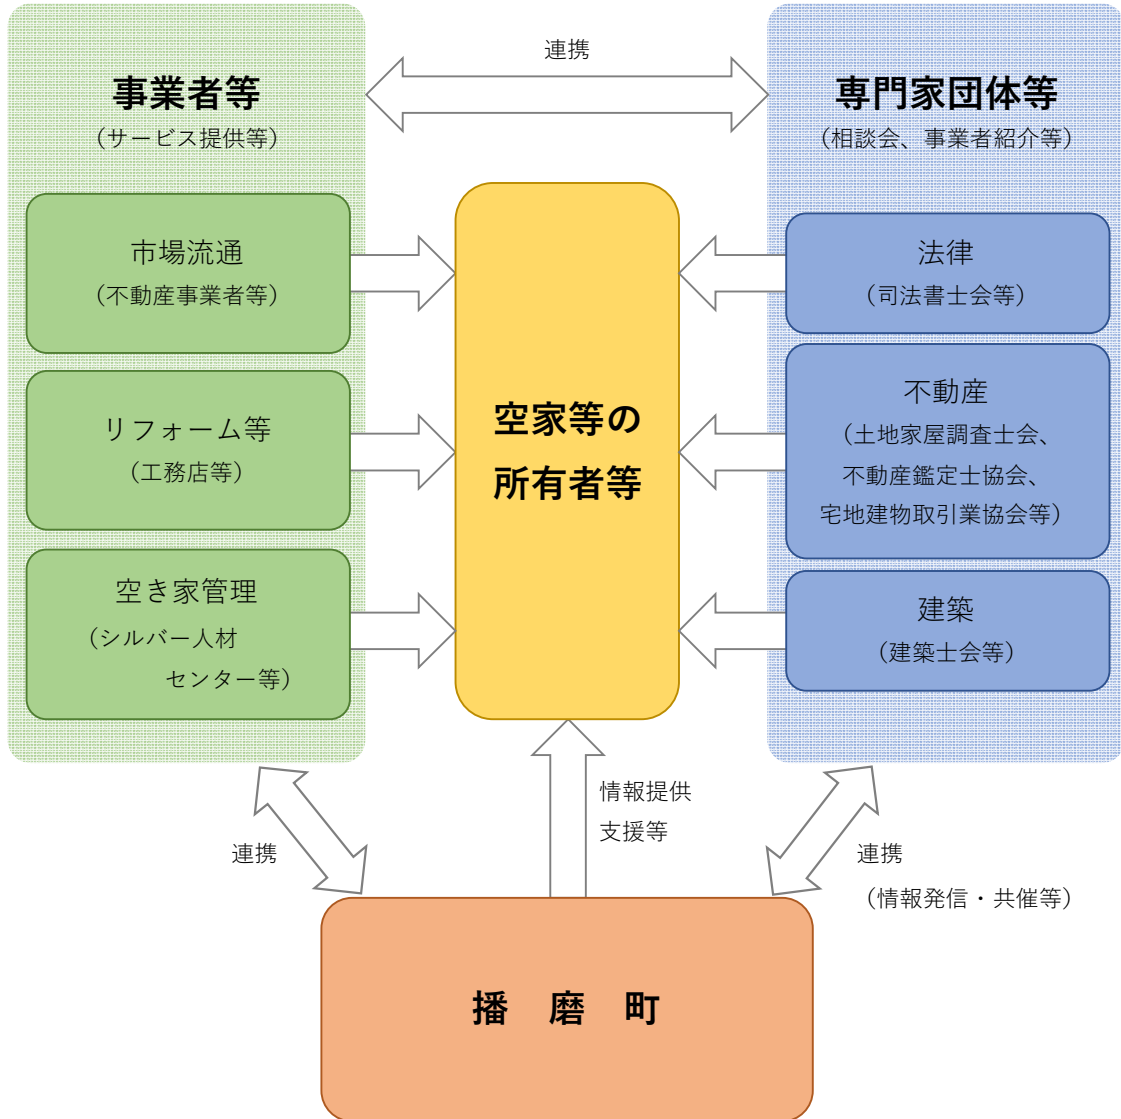 連携
事業者等
（サービス提供等）
市場流通
（不動産事業者等）
リフォーム等
（工務店等）
空き家管理
（シルバー人材
センター等）
空家等の
所有者等
専門家団体等
（相談会、事業者紹介等）
法律
（司法書士会等）
不動産
（土地家屋調査士会、
不動産鑑定士協会、
宅地建物取引業協会等）
建築
（建築士会等）
情報提供
支援等
連携
連携
（情報発信・共催等）
播　磨　町